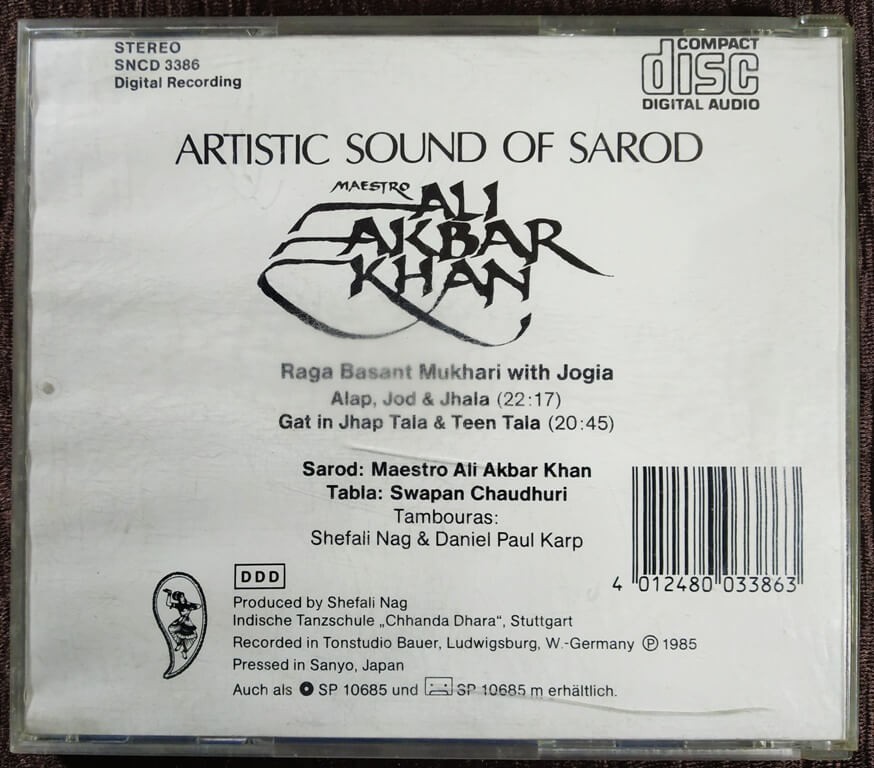 STEREO
SNCD 3386
Digital Recording
COMPACT
disc
DIGITAL AUDIO
ARTISTIC SOUND OF SAROD
MAESTRO
ALI
AKBAR
KHAN
Raga Basant Mukhari with Jogia
Alap, Jod & Jhala (22:17)
Gat in Jhap Tala & Teen Tala (20:45)
Sarod: Maestro Ali Akbar Khan
Tabla: Swapan Chaudhuri
Tambouras:
Shefali Nag & Daniel Paul Karp
4 012480 033863
DDD
Produced by Shefali Nag
Indische Tanzschule „Chhanda Dhara“, Stuttgart
Recorded in Tonstudio Bauer, Ludwigsburg, W.-Germany ℗ 1985
Pressed in Sanyo, Japan
Auch als SP 10685 und SP 10685 m erhältlich.